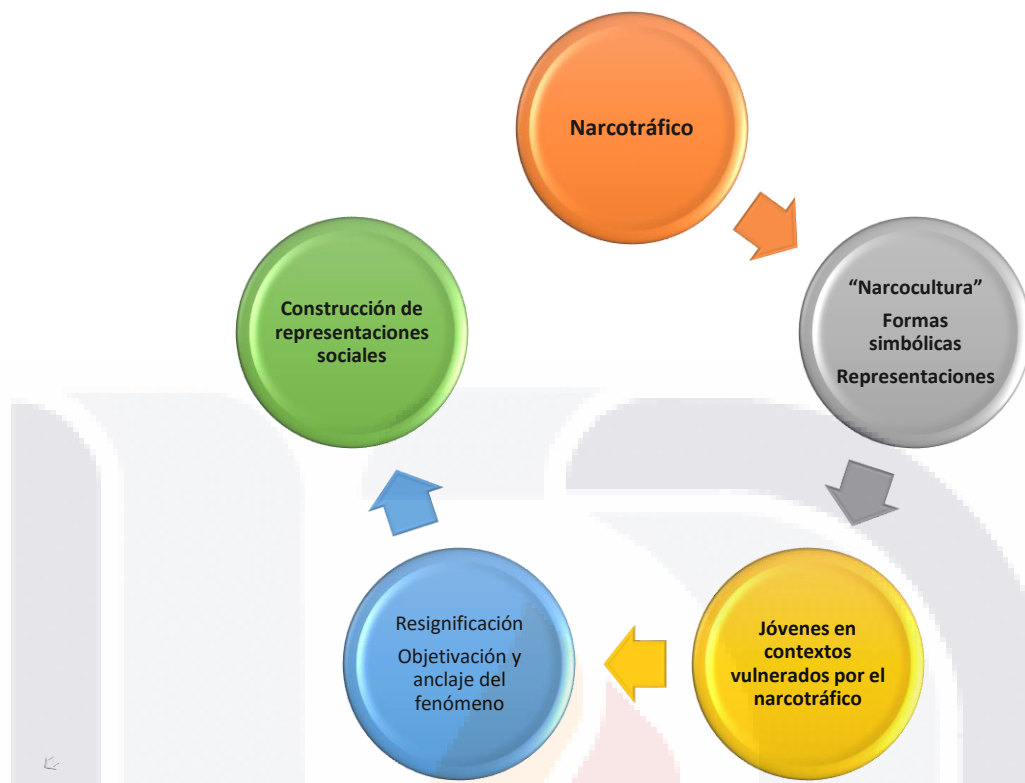 Narcotráfico
“Narcocultura”
Formas
simbólicas
Representaciones
Jóvenes en
contextos
vulnerados por el
narcotráfico
Resignificación
Objetivación y
anclaje del
fenómeno
Construcción de
representaciones
sociales